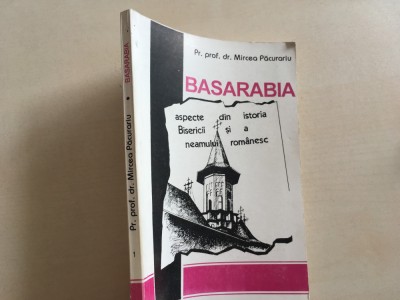 Pr. prof. dr. Mircea Păcurariu
BASARABIA
aspecte din istoria
Bisericii și a
neamului românesc
Pr. prof. dr. Mircea Păcurariu • BASARABIA
1